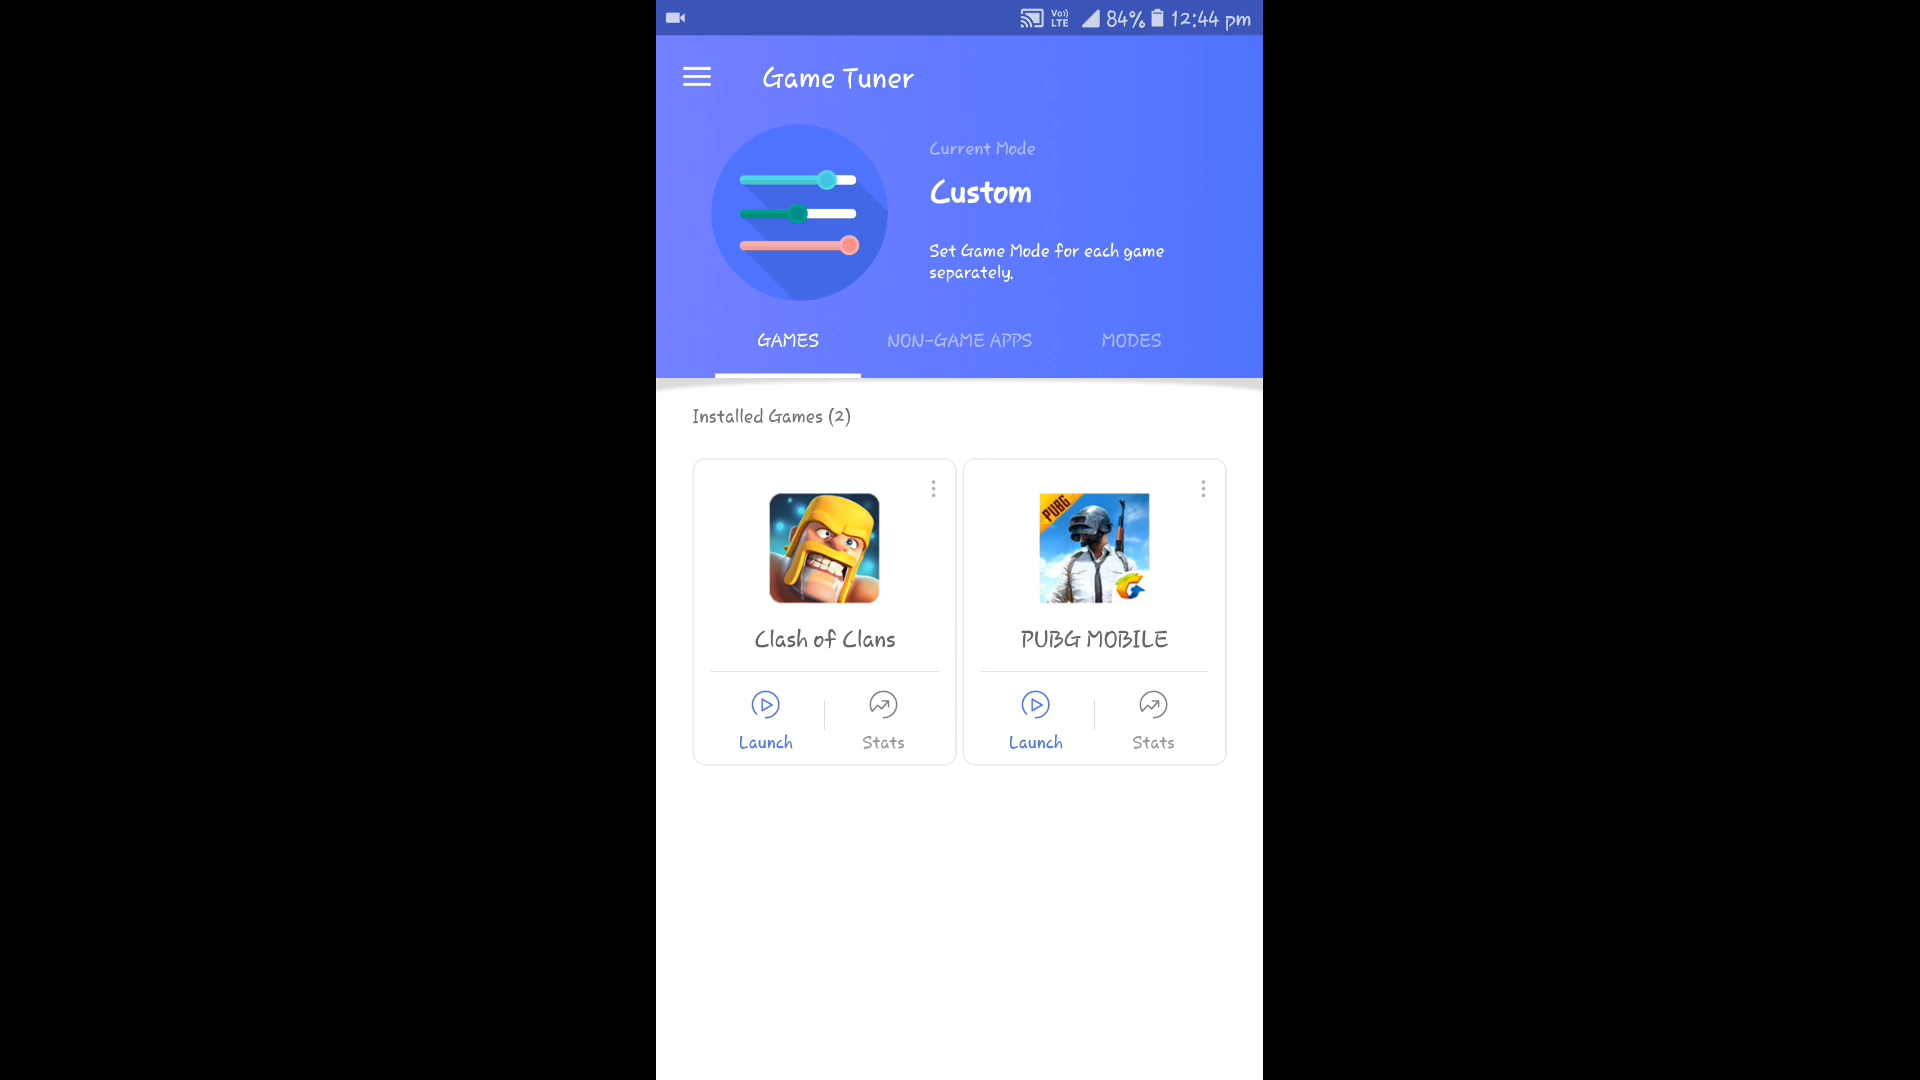 Vo)) LTE 84% 12:44 pm
Game Tuner
Current Mode
Custom
Set Game Mode for each game
separately.
GAMES NON-GAME APPS MODES
Installed Games (2)
PUBG
Clash of Clans PUBG MOBILE
Launch Stats Launch Stats